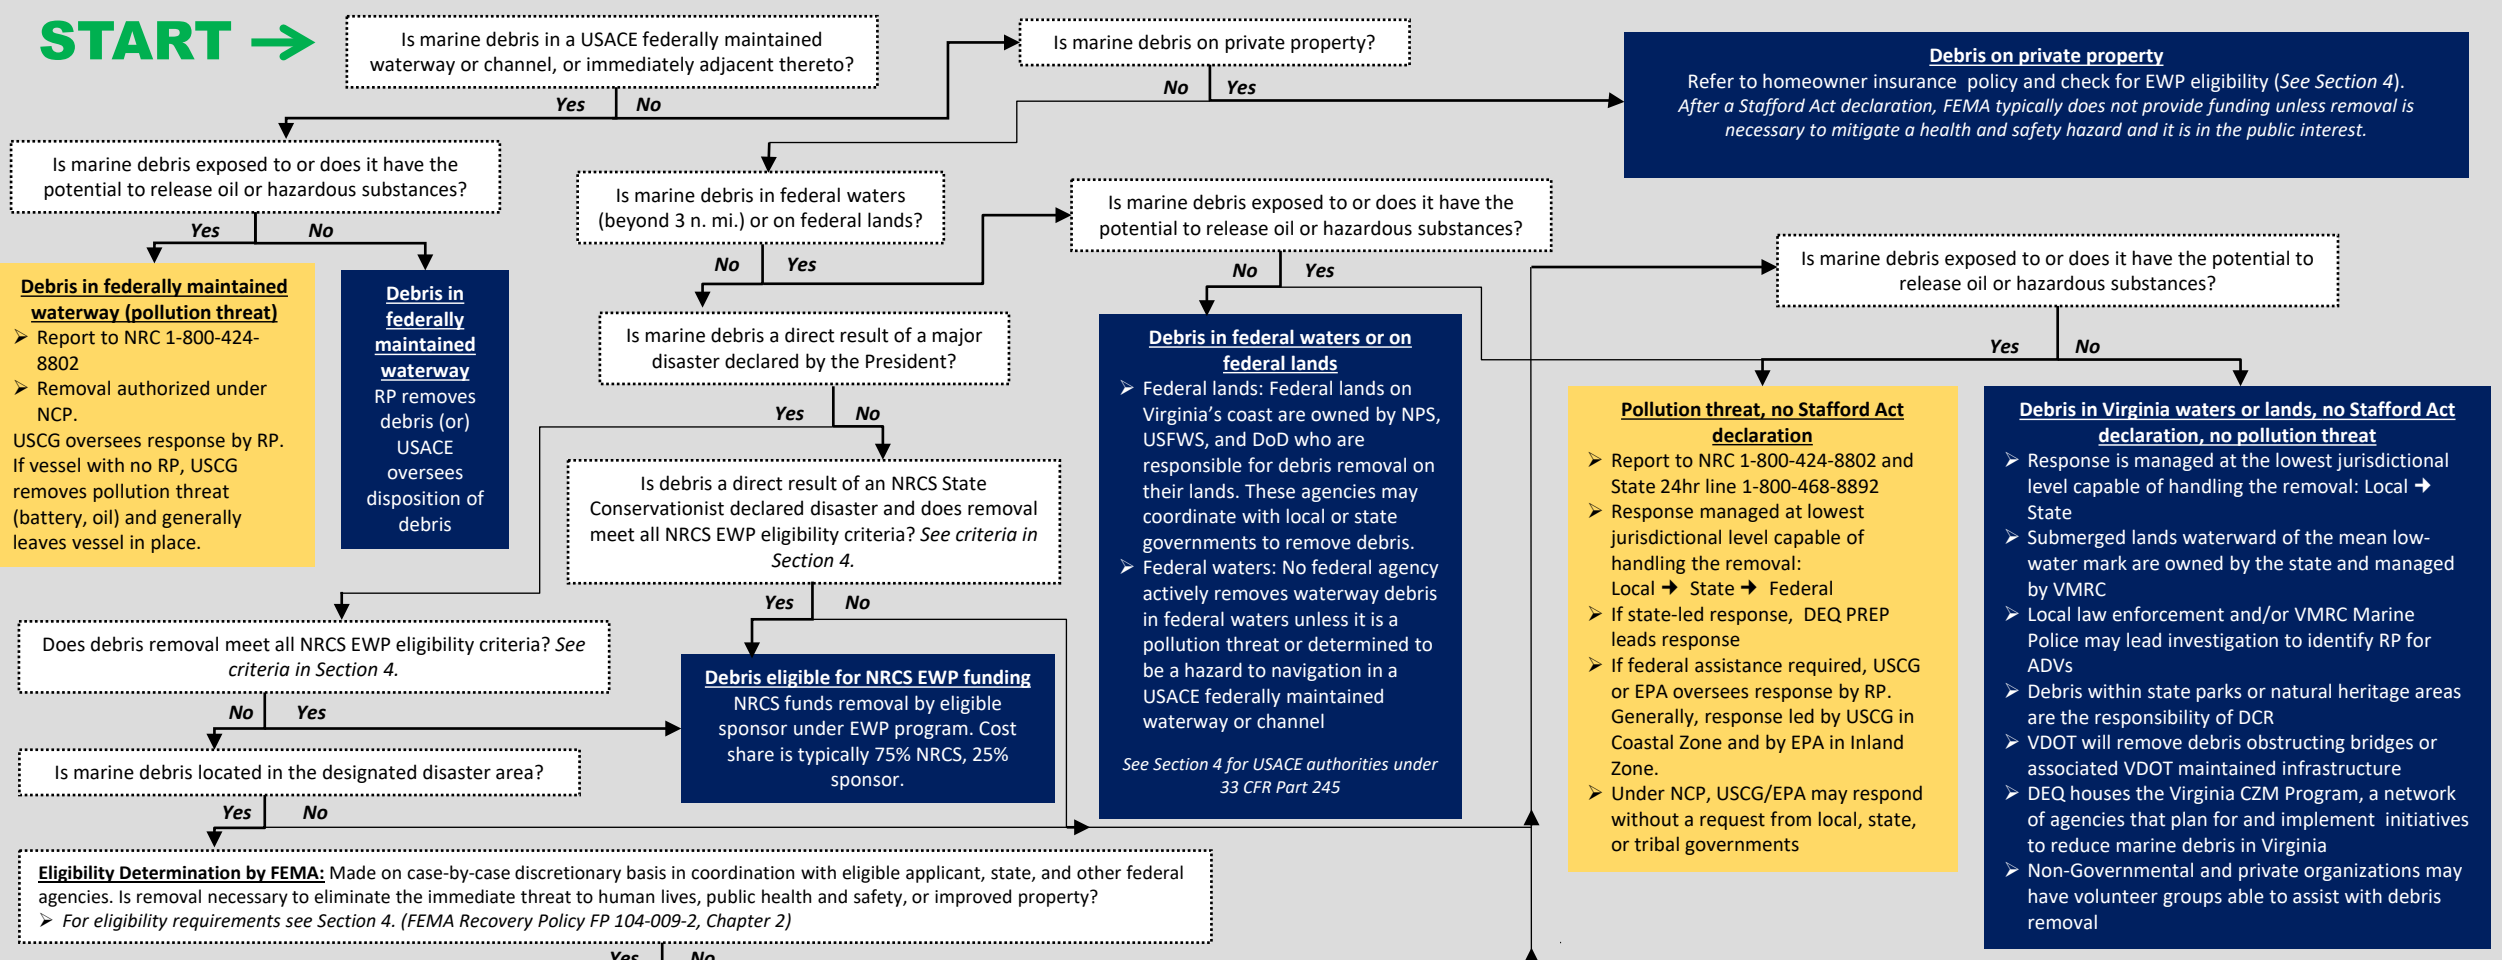 START
Is marine debris in a USACE federally maintained
waterway or channel, or immediately adjacent thereto?
Yes
No
Is marine debris on private property?
No
Yes
Debris on private property
Refer to homeowner insurance policy and check for EWP eligibility (See Section 4).
After a Stafford Act declaration, FEMA typically does not provide funding unless removal is
necessary to mitigate a health and safety hazard and it is in the public interest.
Is marine debris exposed to or does it have the
potential to release oil or hazardous substances?
Yes
No
Debris in federally maintained
waterway (pollution threat)
➢ Report to NRC 1-800-424-
8802
➢ Removal authorized under
NCP.
USCG oversees response by RP.
If vessel with no RP, USCG
removes pollution threat
(battery, oil) and generally
leaves vessel in place.
Debris in
federally
maintained
waterway
RP removes
debris (or)
USACE
oversees
disposition of
debris
Is marine debris in federal waters
(beyond 3 n. mi.) or on federal lands?
No
Yes
Is marine debris exposed to or does it have the
potential to release oil or hazardous substances?
No
Yes
Is marine debris a direct result of a major
disaster declared by the President?
Yes
No
Is debris a direct result of an NRCS State
Conservationist declared disaster and does removal
meet all NRCS EWP eligibility criteria? See criteria in
Section 4.
Yes
No
Does debris removal meet all NRCS EWP eligibility criteria? See
criteria in Section 4.
No
Yes
Debris eligible for NRCS EWP funding
NRCS funds removal by eligible
sponsor under EWP program. Cost
share is typically 75% NRCS, 25%
sponsor.
Is marine debris located in the designated disaster area?
Yes
No
Eligibility Determination by FEMA: Made on case-by-case discretionary basis in coordination with eligible applicant, state, and other federal
agencies. Is removal necessary to eliminate the immediate threat to human lives, public health and safety, or improved property?
➢ For eligibility requirements see Section 4. (FEMA Recovery Policy FP 104-009-2, Chapter 2)
Yes
No
Debris in federal waters or on
federal lands
➢ Federal lands: Federal lands on
Virginia's coast are owned by NPS,
USFWS, and DoD who are
responsible for debris removal on
their lands. These agencies may
coordinate with local or state
governments to remove debris.
➢ Federal waters: No federal agency
actively removes waterway debris
in federal waters unless it is a
pollution threat or determined to
be a hazard to navigation in a
USACE federally maintained
waterway or channel
See Section 4 for USACE authorities under
33 CFR Part 245
Is marine debris exposed to or does it have the potential to
release oil or hazardous substances?
Yes
No
Pollution threat, no Stafford Act
declaration
➢ Report to NRC 1-800-424-8802 and
State 24hr line 1-800-468-8892
➢ Response managed at lowest
jurisdictional level capable of
handling the removal:
Local → State → Federal
➢ If state-led response, DEQ PREP
leads response
➢ If federal assistance required, USCG
or EPA oversees response by RP.
Generally, response led by USCG in
Coastal Zone and by EPA in Inland
Zone.
➢ Under NCP, USCG/EPA may respond
without a request from local, state,
or tribal governments
Debris in Virginia waters or lands, no Stafford Act
declaration, no pollution threat
➢ Response is managed at the lowest jurisdictional
level capable of handling the removal: Local →
State
➢ Submerged lands waterward of the mean low-
water mark are owned by the state and managed
by VMRC
➢ Local law enforcement and/or VMRC Marine
Police may lead investigation to identify RP for
ADVs
➢ Debris within state parks or natural heritage areas
are the responsibility of DCR
➢ VDOT will remove debris obstructing bridges or
associated VDOT maintained infrastructure
➢ DEQ houses the Virginia CZM Program, a network
of agencies that plan for and implement initiatives
to reduce marine debris in Virginia
➢ Non-Governmental and private organizations may
have volunteer groups able to assist with debris
removal